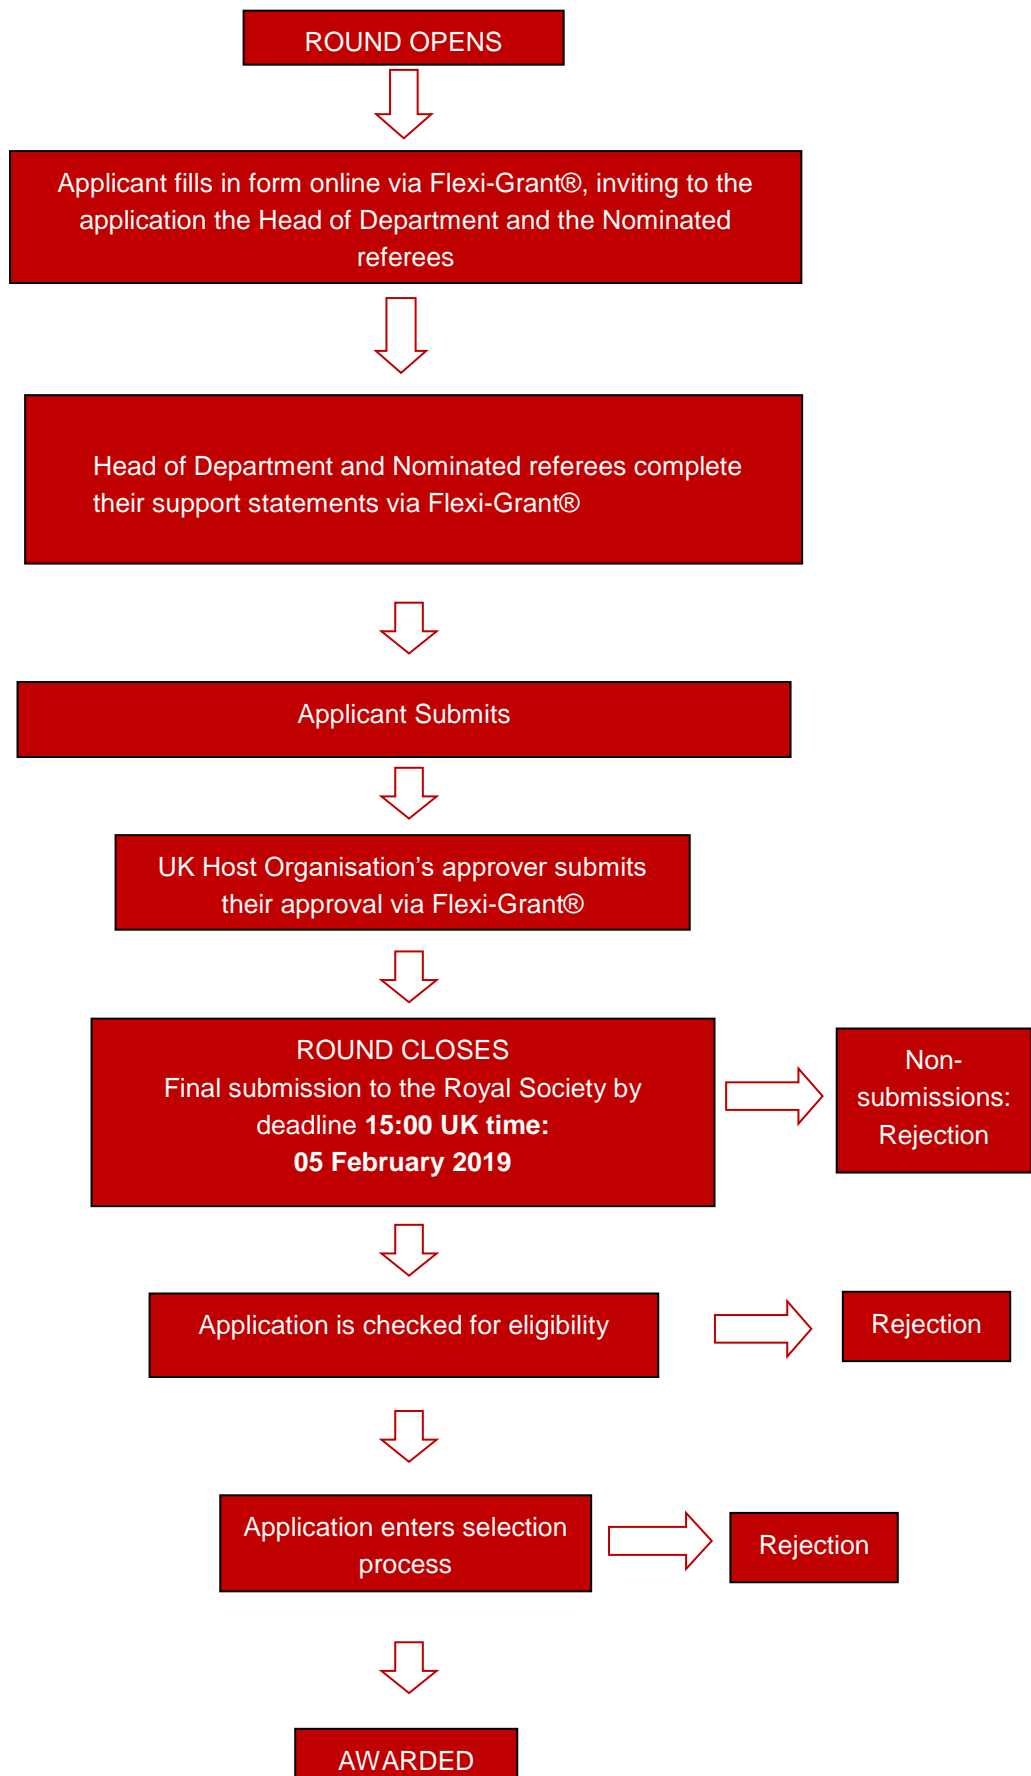 ROUND OPENS
Applicant fills in form online via Flexi-Grant®, inviting to the
application the Head of Department and the Nominated
referees
Head of Department and Nominated referees complete
their support statements via Flexi-Grant®
Applicant Submits
UK Host Organisation’s approver submits
their approval via Flexi-Grant®
ROUND CLOSES
Final submission to the Royal Society by
deadline 15:00 UK time:
05 February 2019
Non-
submissions:
Rejection
Application is checked for eligibility
Rejection
Application enters selection
process
Rejection
AWARDED